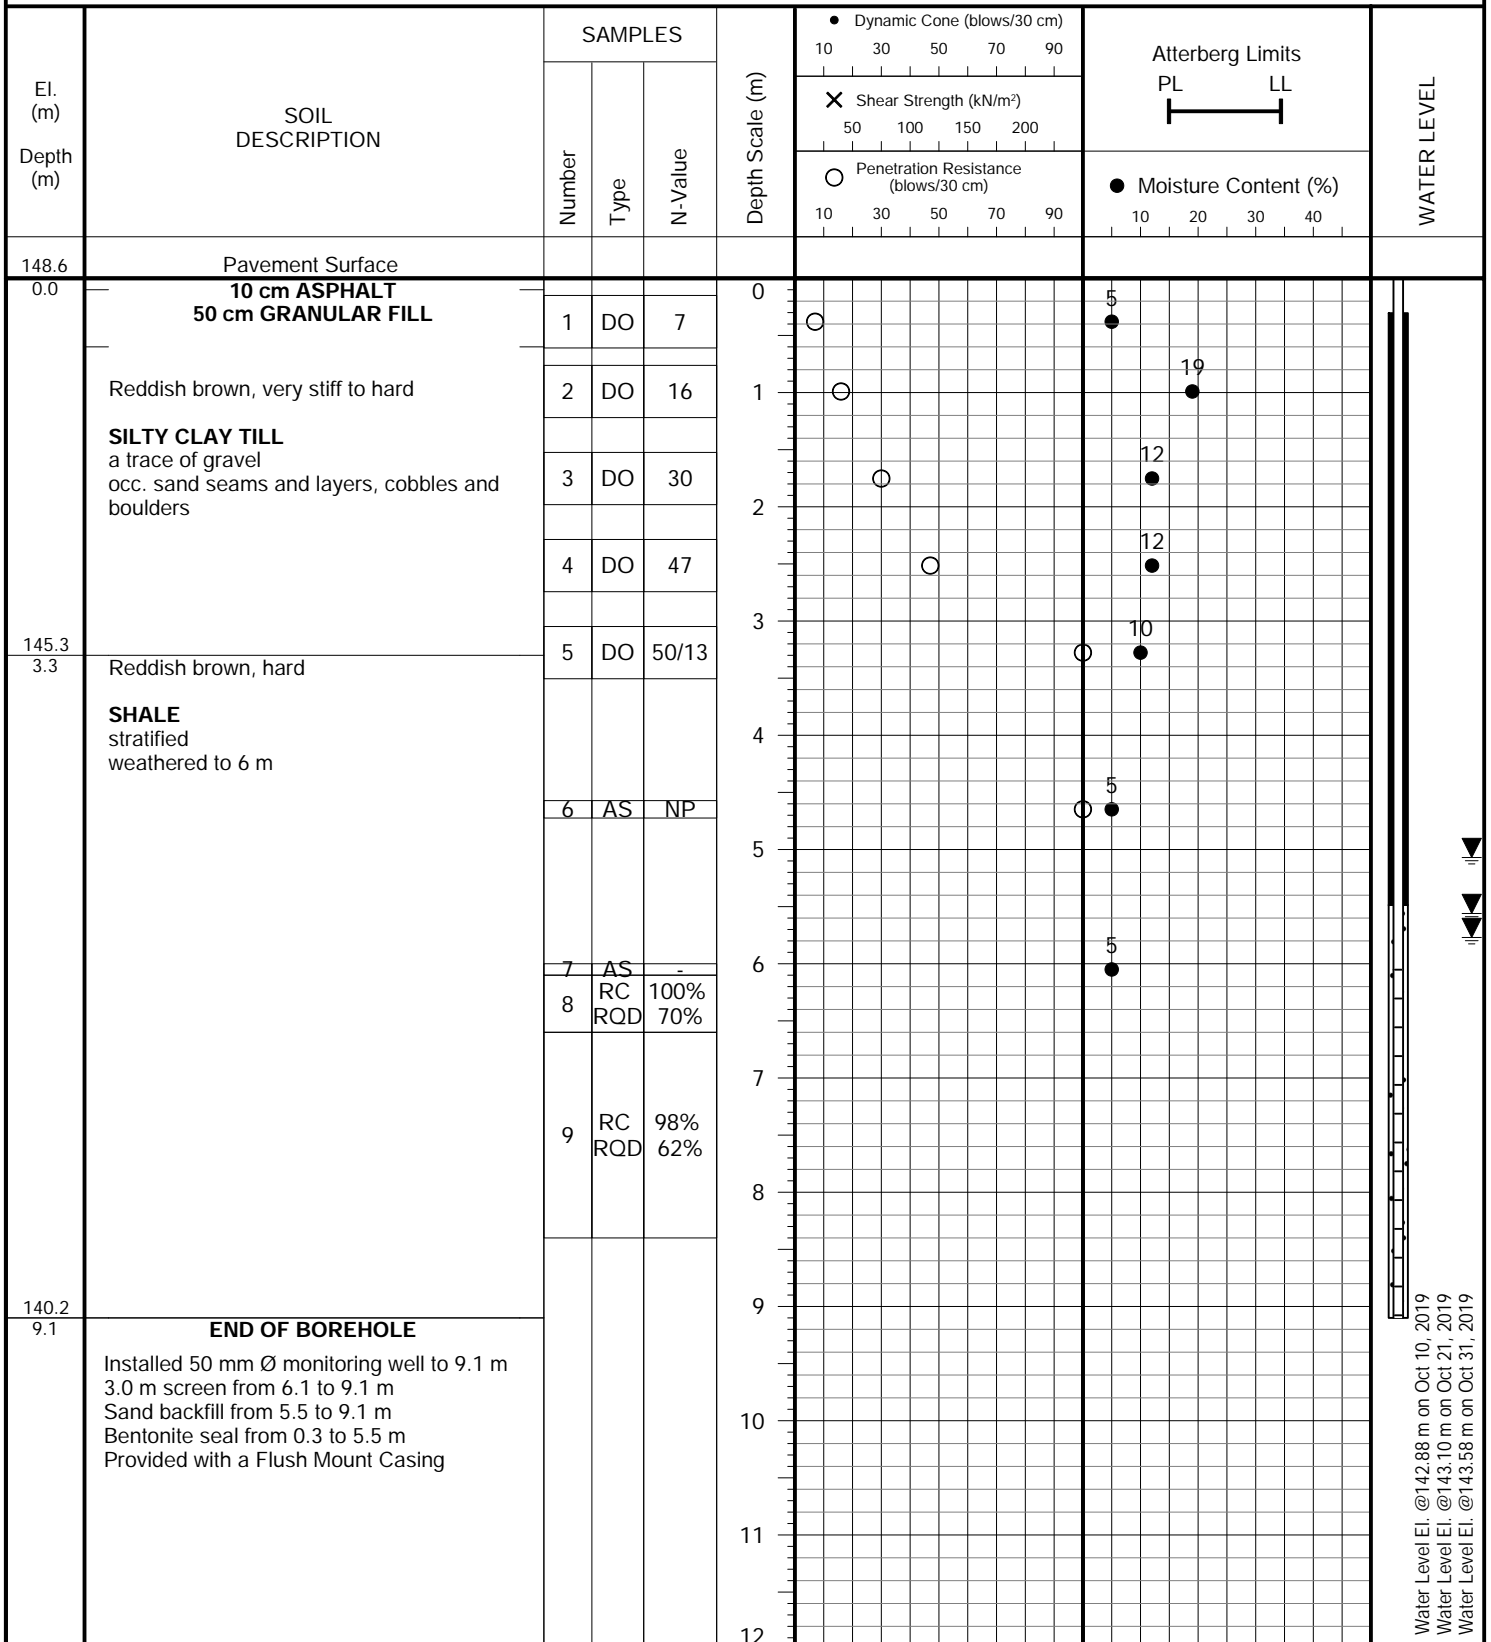 El.
(m)
Depth
(m)
SOIL
DESCRIPTION
SAMPLES
Number
Type
N-Value
Depth Scale (m)
Dynamic Cone (blows/30 cm)
10 30 50 70 90
Shear Strength (kN/m²)
50 100 150 200
Penetration Resistance
(blows/30 cm)
10 30 50 70 90
Atterberg Limits
PL LL
Moisture Content (%)
10 20 30 40
WATER LEVEL
148.6
Pavement Surface
0.0
10 cm ASPHALT
50 cm GRANULAR FILL
Reddish brown, very stiff to hard
SILTY CLAY TILL
a trace of gravel
occ. sand seams and layers, cobbles and
boulders
145.3
3.3
Reddish brown, hard
SHALE
stratified
weathered to 6 m
140.2
9.1
END OF BOREHOLE
Installed 50 mm Ø monitoring well to 9.1 m
3.0 m screen from 6.1 to 9.1 m
Sand backfill from 5.5 to 9.1 m
Bentonite seal from 0.3 to 5.5 m
Provided with a Flush Mount Casing
1 DO 7
2 DO 16
3 DO 30
4 DO 47
5 DO 50/13
6 AS NP
7 AS -
8 RC 100%
RQD 70%
9 RC 98%
RQD 62%
0
1
2
3
4
5
6
7
8
9
10
11
12
5
19
12
12
10
5
5
Water Level El. @142.88 m on Oct 10, 2019
Water Level El. @143.10 m on Oct 21, 2019
Water Level El. @143.58 m on Oct 31, 2019